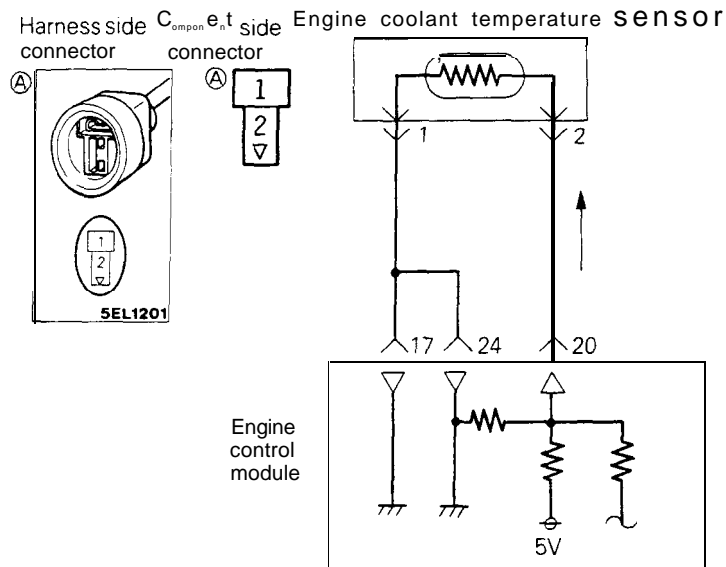 Harness side connector
Component side connector
Engine coolant temperature sensor
A
A
1
2
1
2
5EL1201
1
2
17
24
20
Engine
control
module
5V